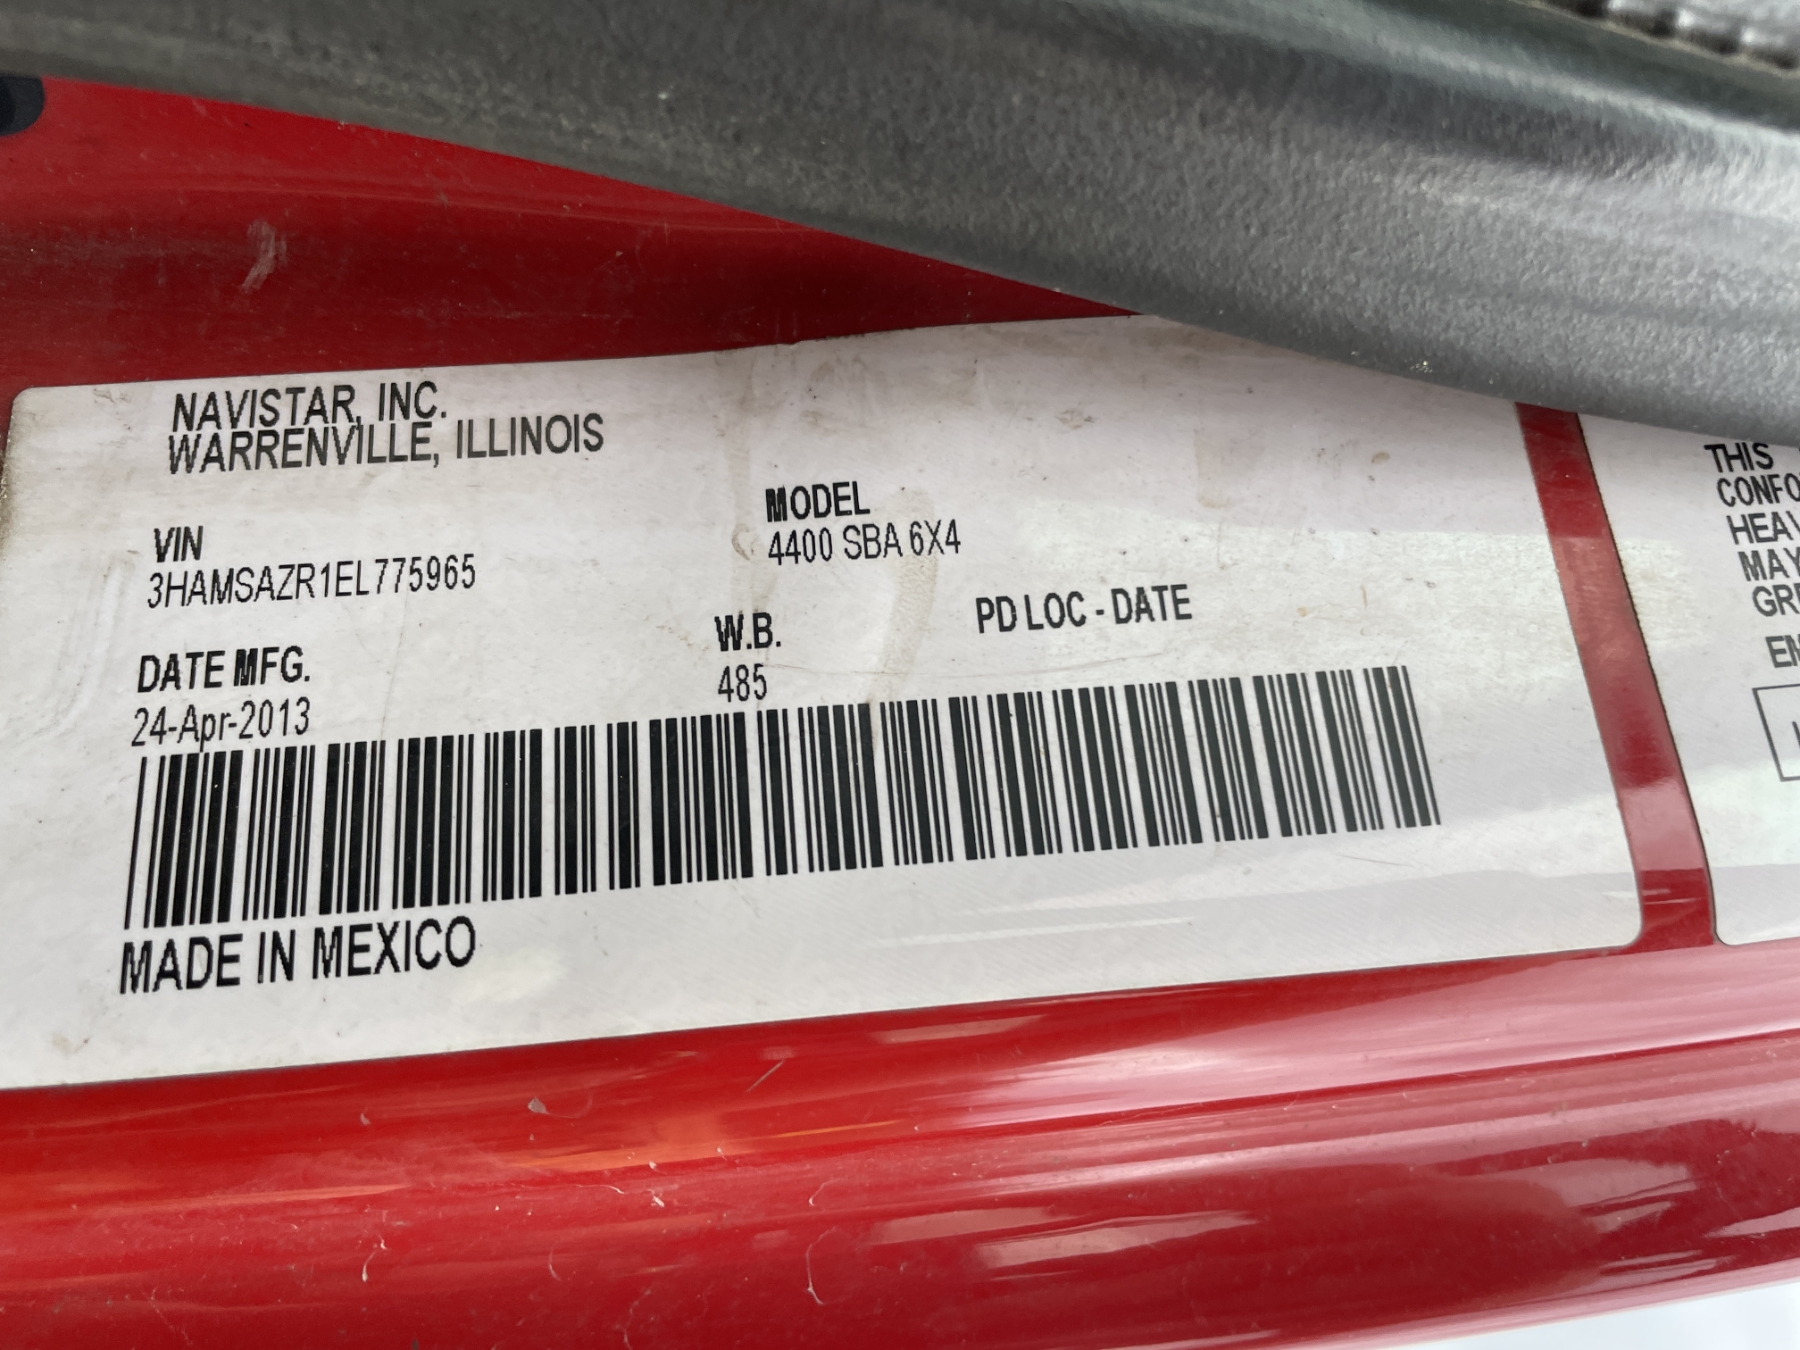 NAVISTAR, INC.
WARRENVILLE, ILLINOIS
VIN
3HAMSAZR1EL775965
MODEL
4400 SBA 6X4
DATE MFG.
24-Apr-2013
W.B.
485
PD LOC - DATE
MADE IN MEXICO
THIS
MAY